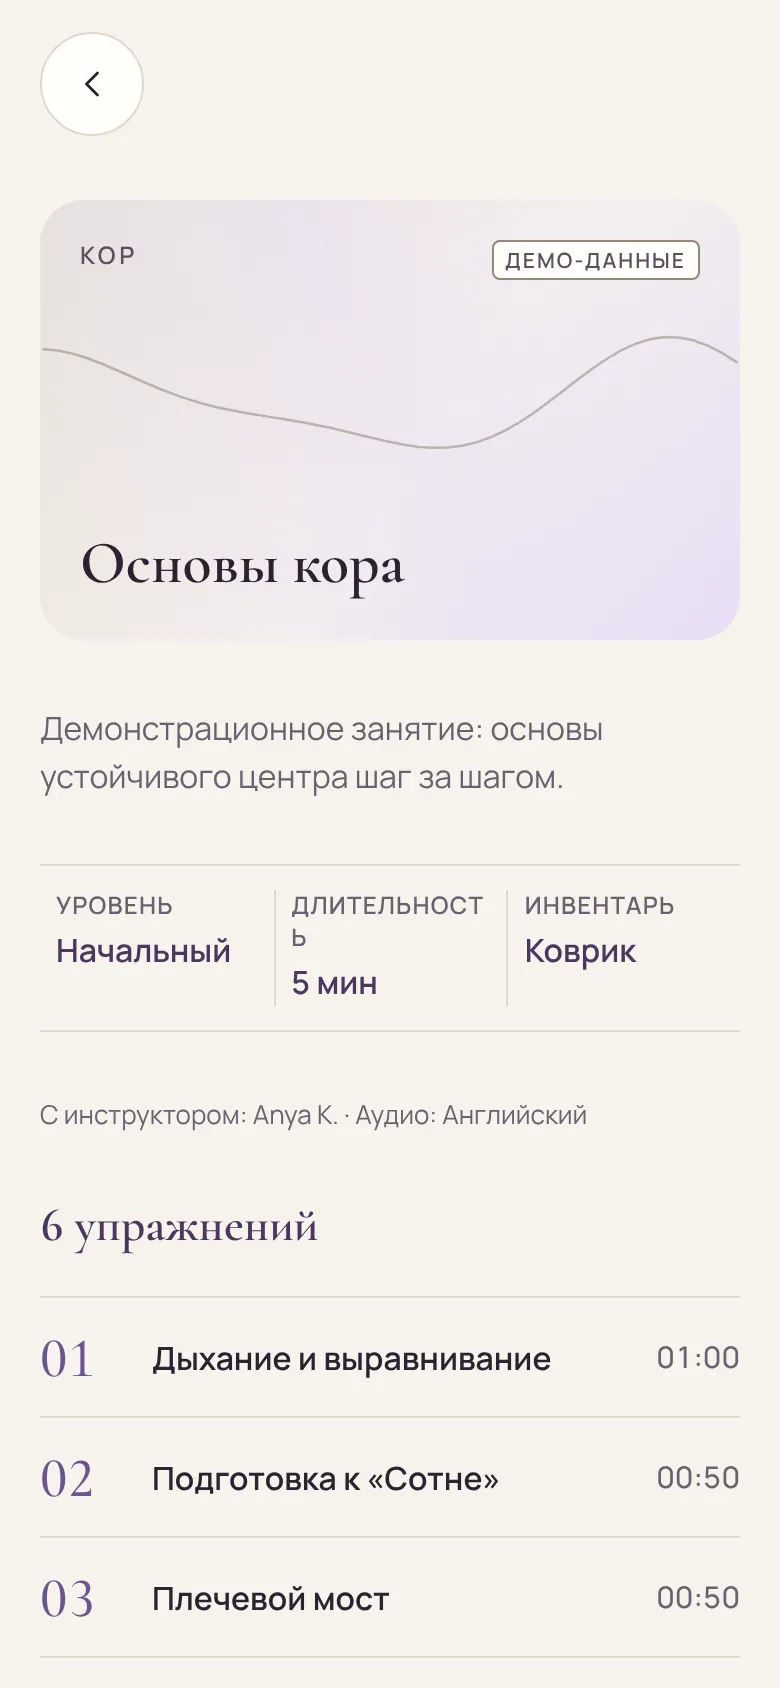 КОР
ДЕМО-ДАННЫЕ
Основы кора
Демонстрационное занятие: основы
устойчивого центра шаг за шагом.
УРОВЕНЬ
Начальный
ДЛИТЕЛЬНОСТ
Ь
5 мин
ИНВЕНТАРЬ
Коврик
С инструктором: Anya K. · Аудио: Английский
6 упражнений
01 Дыхание и выравнивание 01:00
02 Подготовка к «Сотне» 00:50
03 Плечевой мост 00:50